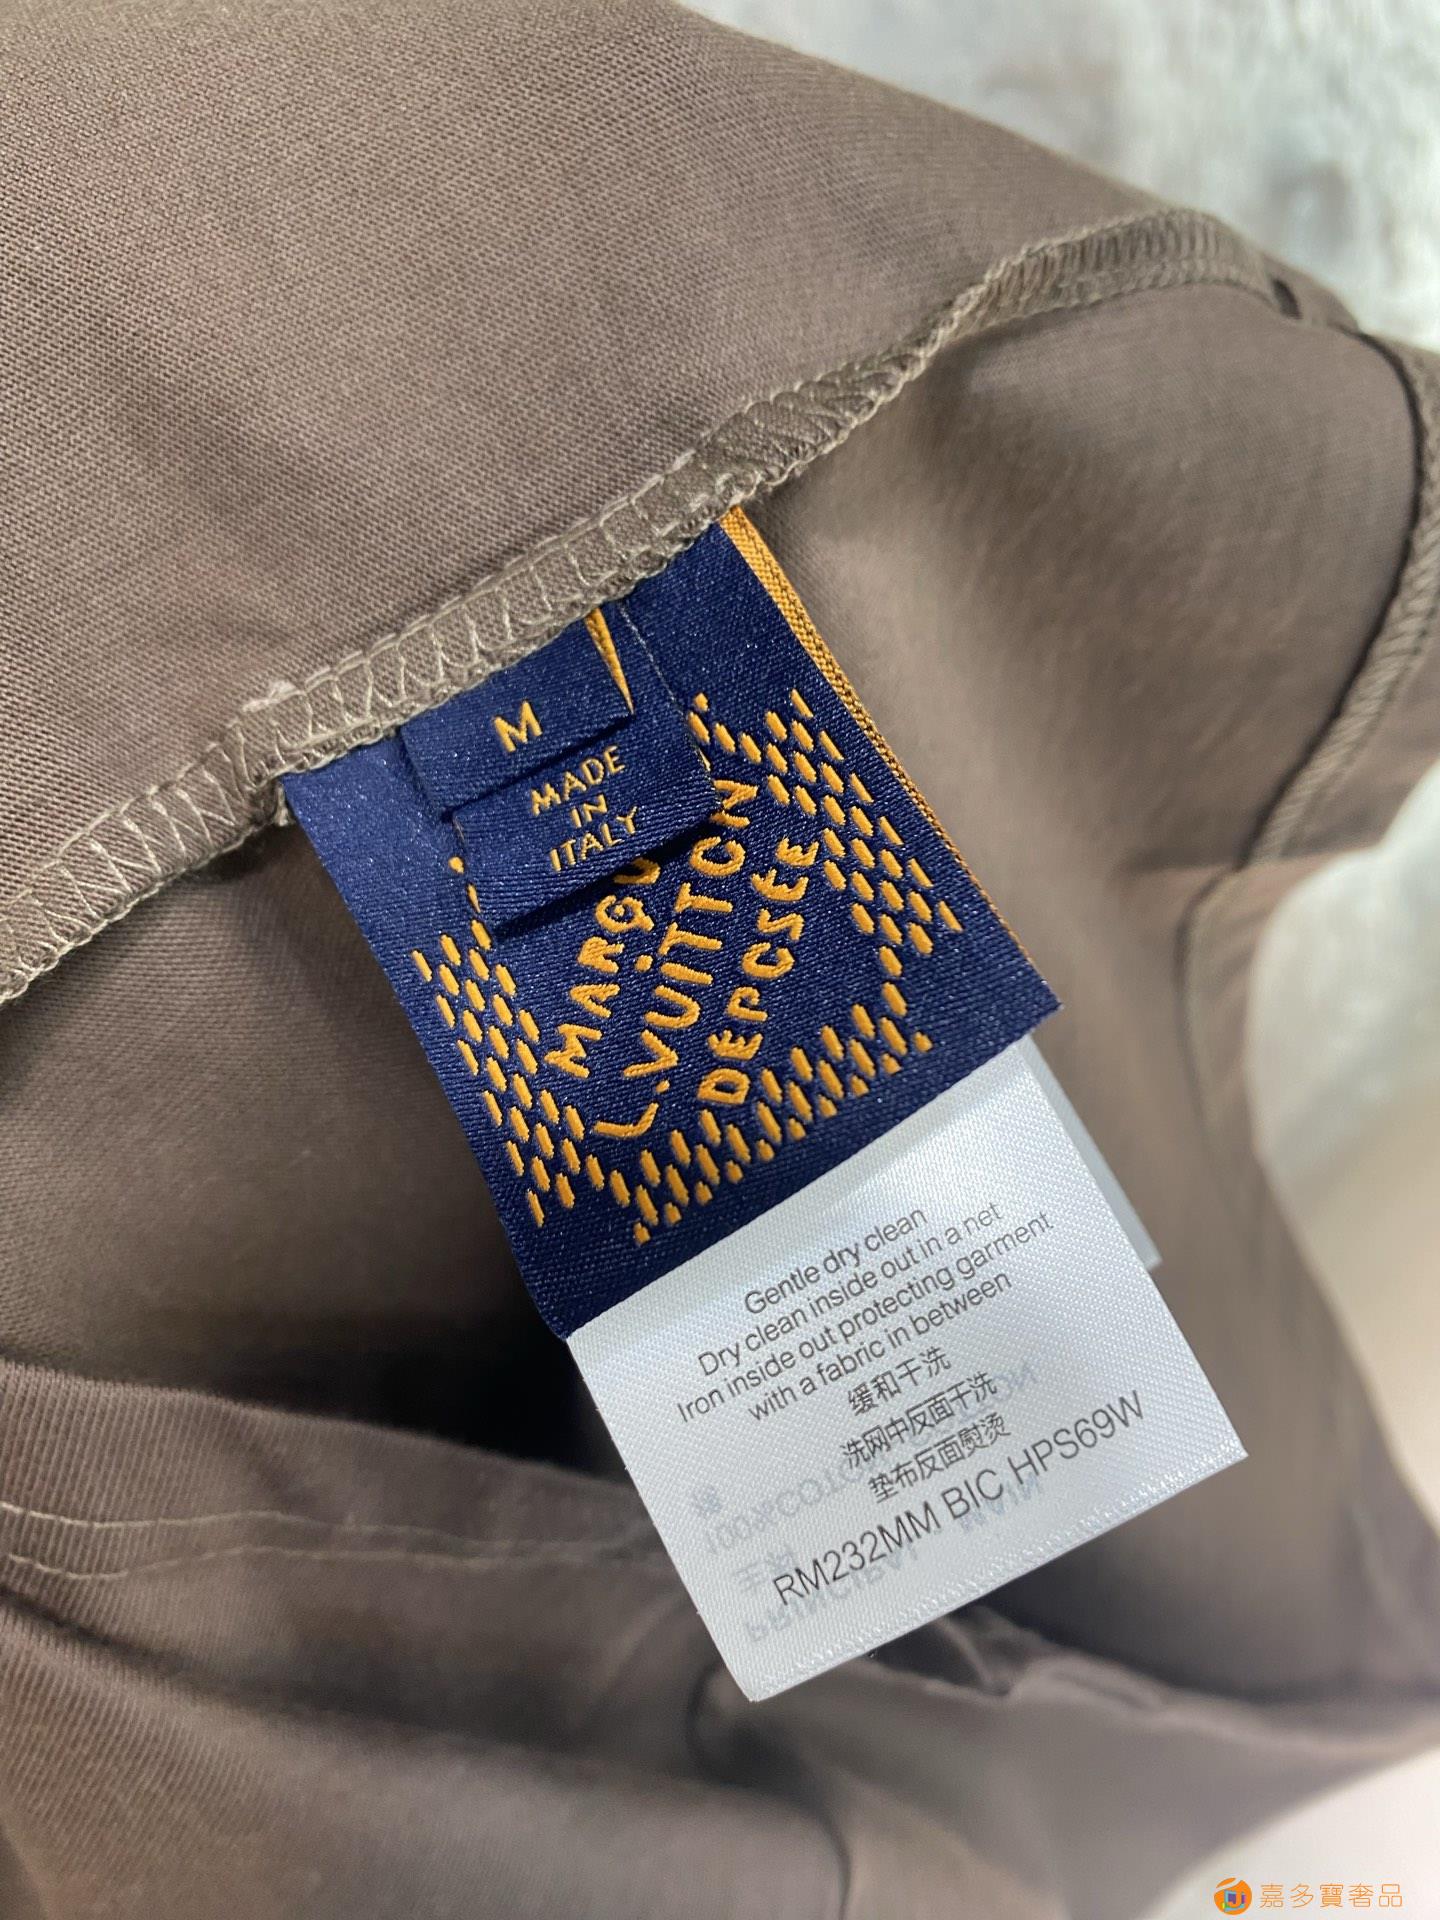 M
MADE
IN
ITALY
L.VUITTON
DEPOSÉE
Gentle dry clean
Dry clean inside out in a net
Iron inside out protecting garment
with a fabric in between
缓和干洗
洗网中反面干洗
垫布反面熨烫
RM232MM BIC HPS69W
嘉多寶奢品